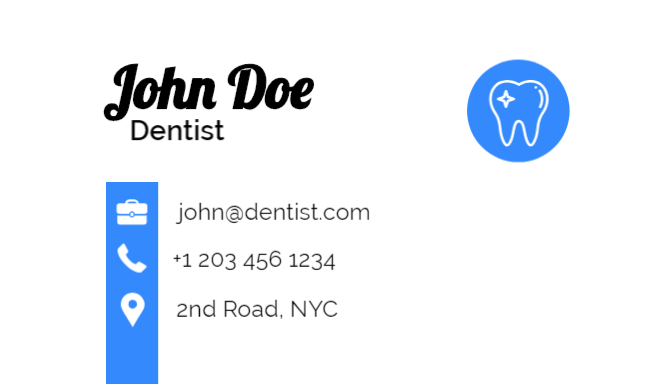 John Doe
Dentist
john@dentist.com
+1 203 456 1234
2nd Road, NYC